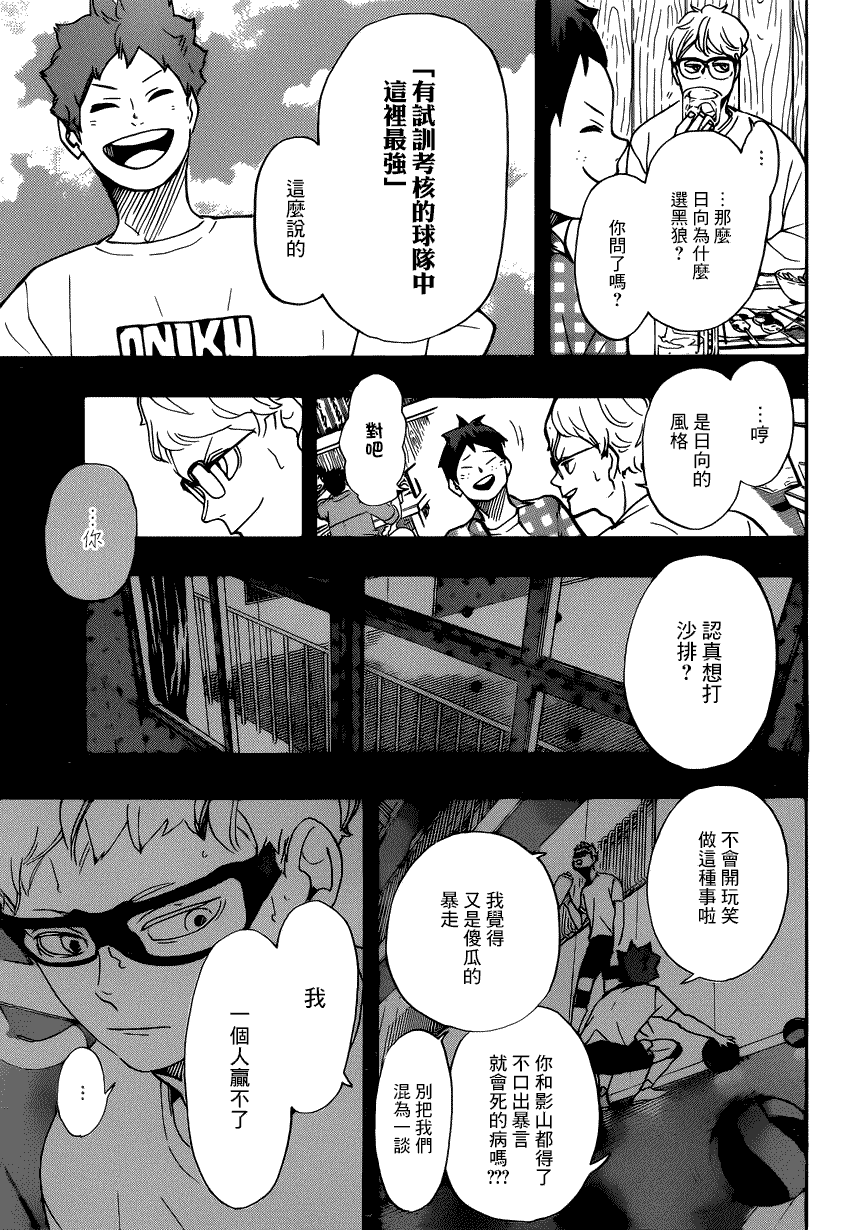 …
…那麼
日向為什麼
選黑狼？
你問了嗎？
「有試訓考核的球隊中
這裡最強」
這麼說的
ONIKU
…哼
是日向的
風格
對吧
…你
認真想打
沙排？
不會開玩笑
做這種事啦
我覺得
又是傻瓜的
暴走
你和影山都得了
不口出暴言
就會死的病嗎???
別把我們
混為一談
我
一個人贏不了
…